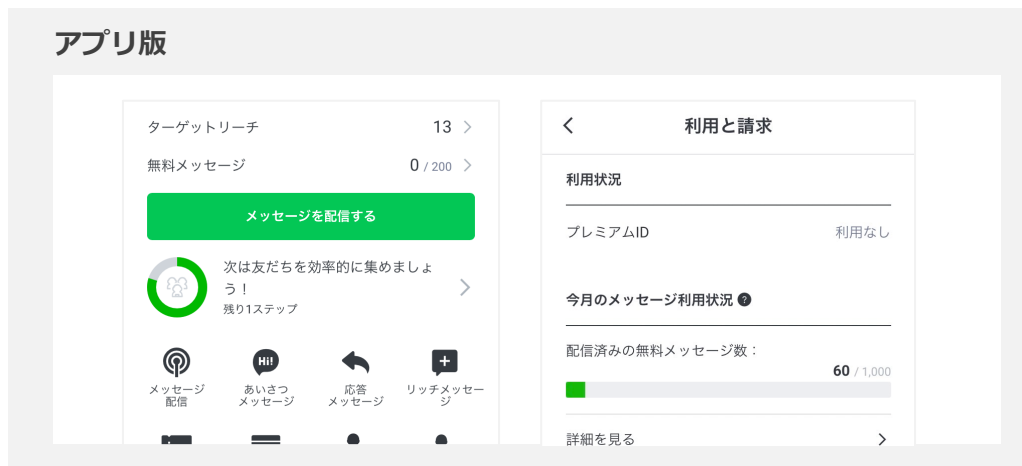 アプリ版
ターゲットリーチ 13
無料メッセージ 0 / 200
メッセージを配信する
次は友だちを効率的に集めましょ
う！
残り1ステップ
メッセージ
配信
Hi!
あいさつ
メッセージ
応答
メッセージ
リッチメッセー
ジ
利用と請求
利用状況
プレミアムID 利用なし
今月のメッセージ利用状況 ?
配信済みの無料メッセージ数：
60 / 1,000
詳細を見る